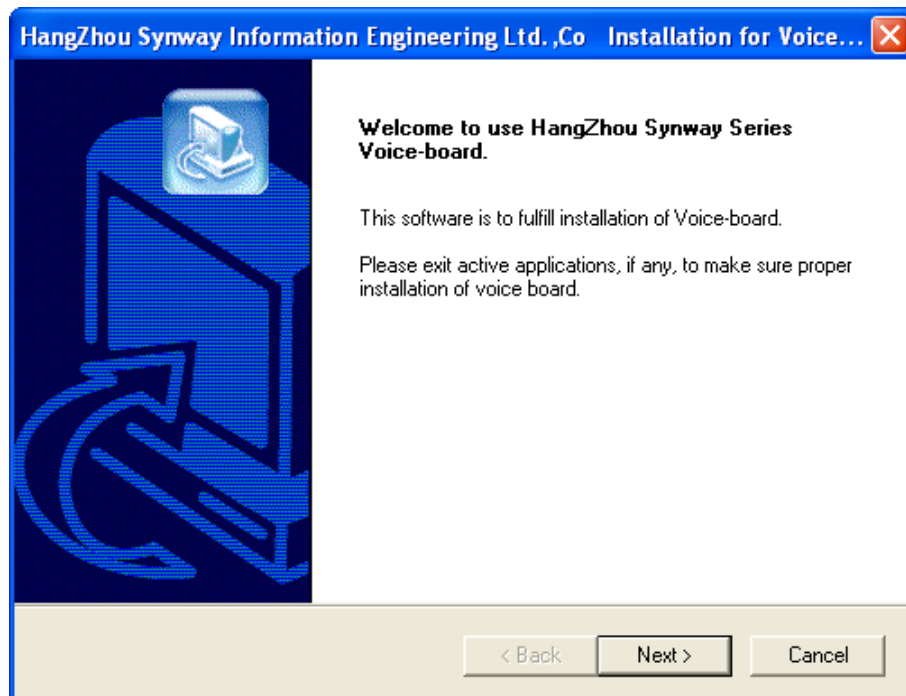 HangZhou Synway Information Engineering Ltd.,Co   Installation for Voice...
Welcome to use HangZhou Synway Series
Voice-board.
This software is to fulfill installation of Voice-board.
Please exit active applications, if any, to make sure proper
installation of voice board.
< Back
Next >
Cancel